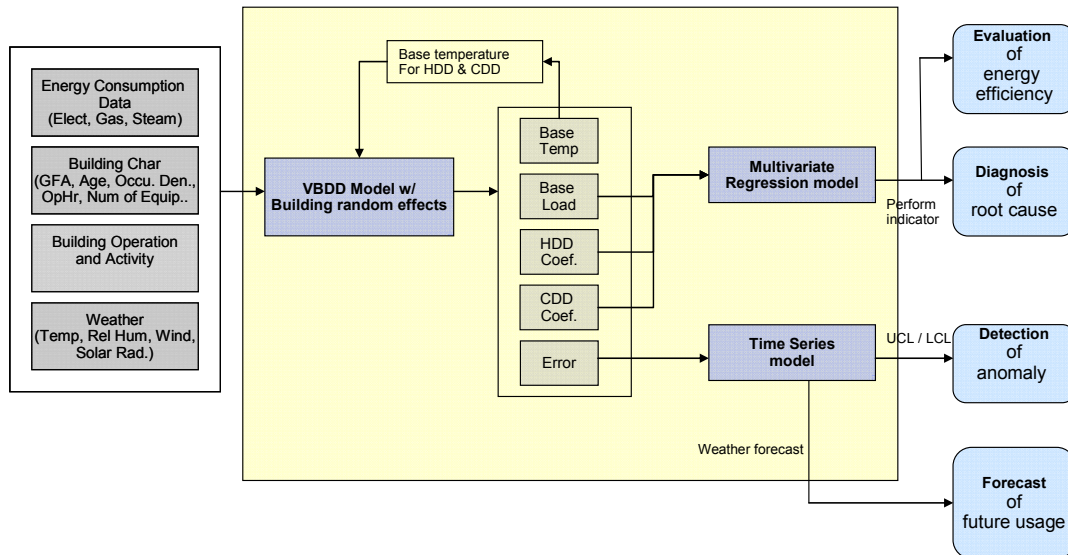 Energy Consumption
Data
(Elect, Gas, Steam)
Building Char
(GFA, Age, Occu. Den.,
OpHr, Num of Equip..
Building Operation
and Activity
Weather
(Temp, Rel Hum, Wind,
Solar Rad.)
Base temperature
For HDD & CDD
VBDD Model w/
Building random effects
Base
Temp
Base
Load
HDD
Coef.
CDD
Coef.
Error
Multivariate
Regression model
Time Series
model
Perform
indicator
UCL / LCL
Weather forecast
Evaluation
of
energy
efficiency
Diagnosis
of
root cause
Detection
of
anomaly
Forecast
of
future usage